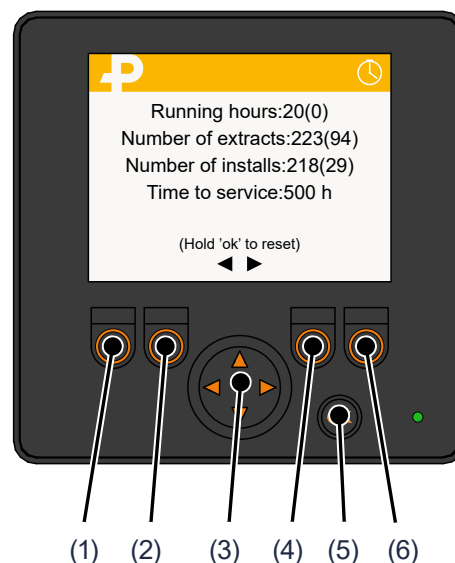 Running hours:20(0)
Number of extracts:223(94)
Number of installs:218(29)
Time to service:500 h
(Hold 'ok' to reset)
(1) (2) (3) (4) (5) (6)